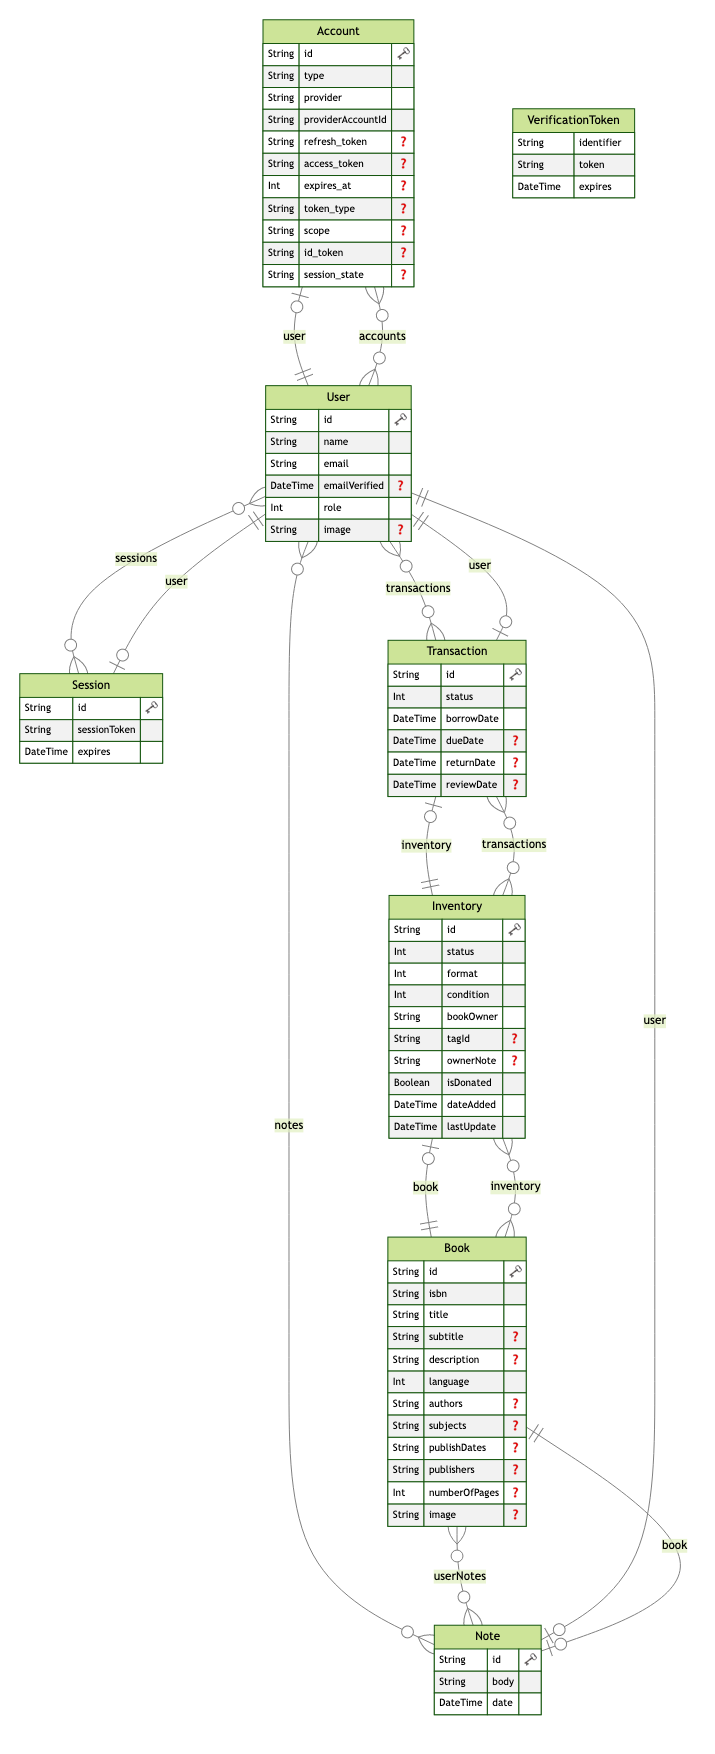 Account
String id
String type
String provider
String providerAccountId
String refresh_token ?
String access_token ?
Int expires_at ?
String token_type ?
String scope ?
String id_token ?
String session_state ?
VerificationToken
String identifier
String token
DateTime expires
user
accounts
User
String id
String name
String email
DateTime emailVerified ?
Int role
String image ?
sessions
user
transactions
user
Session
String id
String sessionToken
DateTime expires
Transaction
String id
Int status
DateTime borrowDate
DateTime dueDate ?
DateTime returnDate ?
DateTime reviewDate ?
inventory
transactions
Inventory
String id
Int status
Int format
Int condition
String bookOwner
String tagId ?
String ownerNote ?
Boolean isDonated
DateTime dateAdded
DateTime lastUpdate
user
notes
book
inventory
Book
String id
String isbn
String title
String subtitle ?
String description ?
Int language
String authors ?
String subjects ?
String publishDates ?
String publishers ?
Int numberOfPages ?
String image ?
book
userNotes
Note
String id
String body
DateTime date